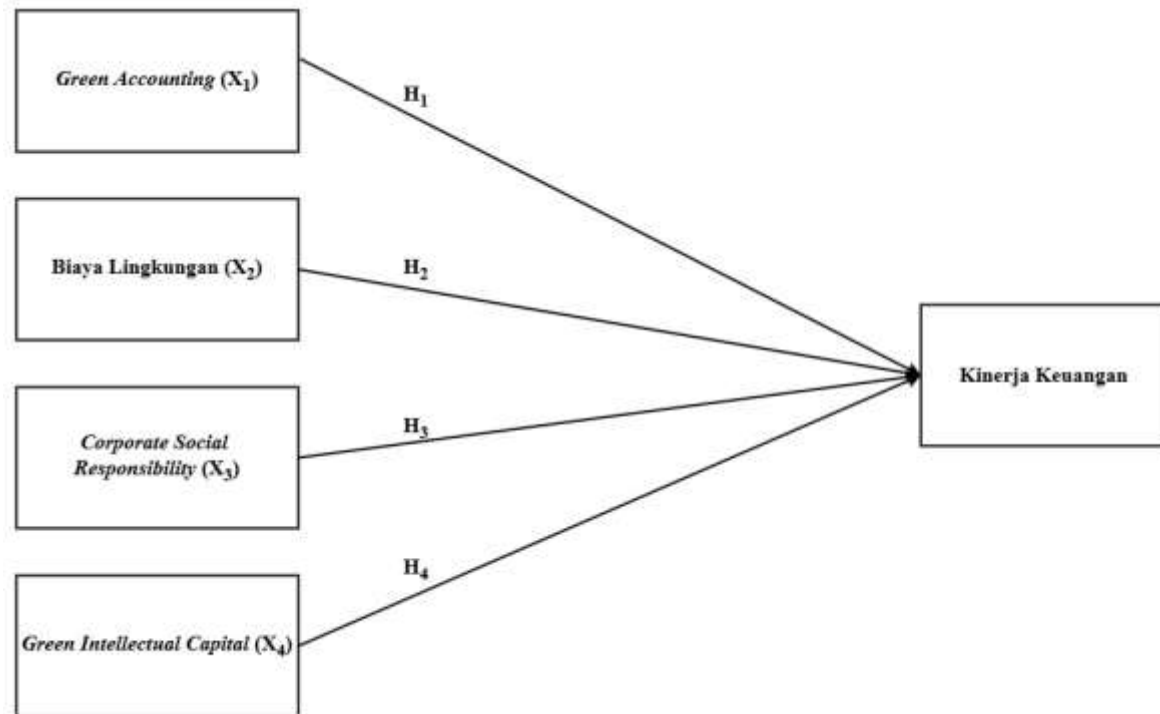 Green Accounting (X₁)
H₁
Biaya Lingkungan (X₂)
H₂
Kinerja Keuangan
Corporate Social
Responsibility (X₃)
H₃
H₄
Green Intellectual Capital (X₄)